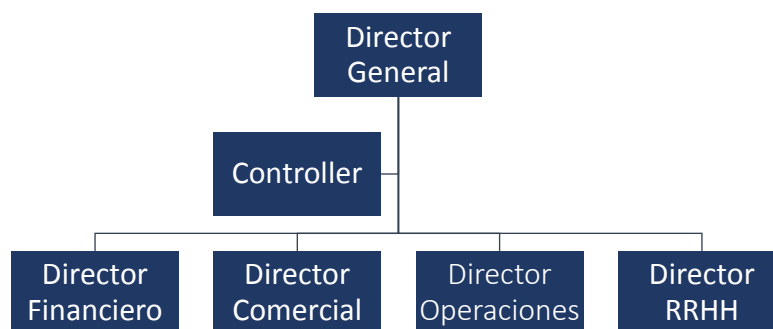 Director
General
Controller
Director
Financiero
Director
Comercial
Director
Operaciones
Director
RRHH